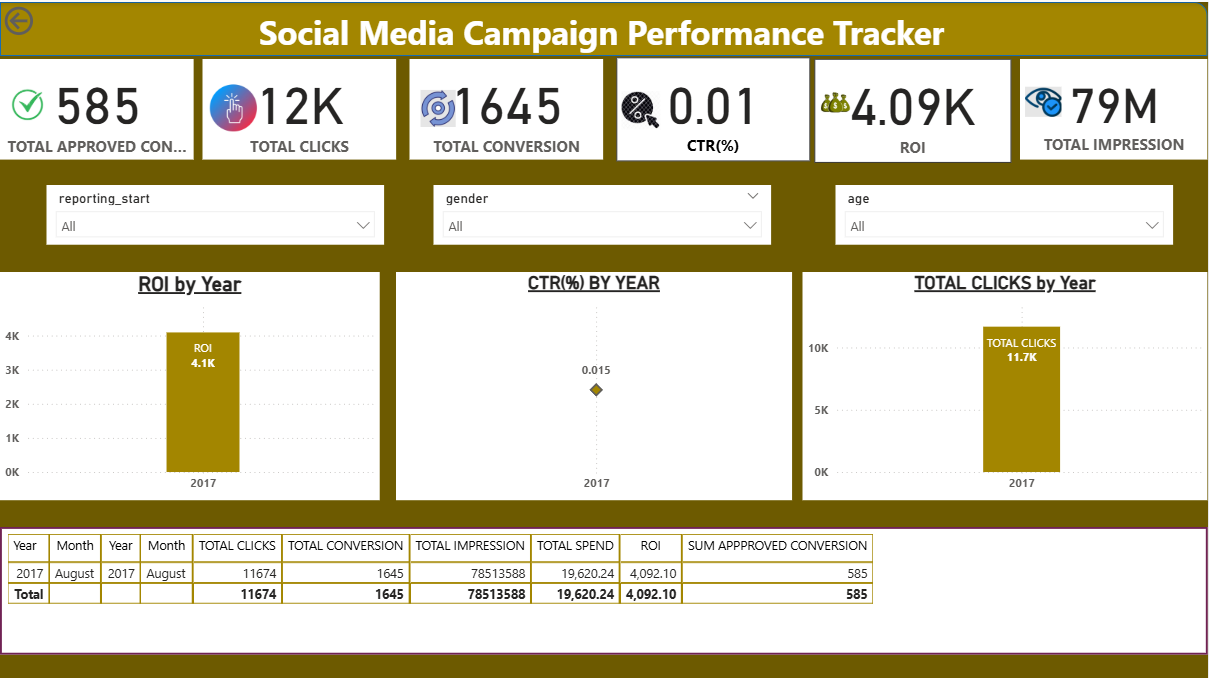 Social Media Campaign Performance Tracker
585
TOTAL APPROVED CON...
12K
TOTAL CLICKS
1645
TOTAL CONVERSION
0.01
CTR(%)
4.09K
ROI
79M
TOTAL IMPRESSION
reporting_start
All
gender
All
age
All
ROI by Year
4K
3K
2K
1K
0K
ROI
4.1K
2017
CTR(%) BY YEAR
0.015
2017
TOTAL CLICKS by Year
10K
5K
0K
TOTAL CLICKS
11.7K
2017
Year Month Year Month TOTAL CLICKS TOTAL CONVERSION TOTAL IMPRESSION TOTAL SPEND ROI SUM APPPROVED CONVERSION
2017 August 2017 August 11674 1645 78513588 19,620.24 4,092.10 585
Total 11674 1645 78513588 19,620.24 4,092.10 585